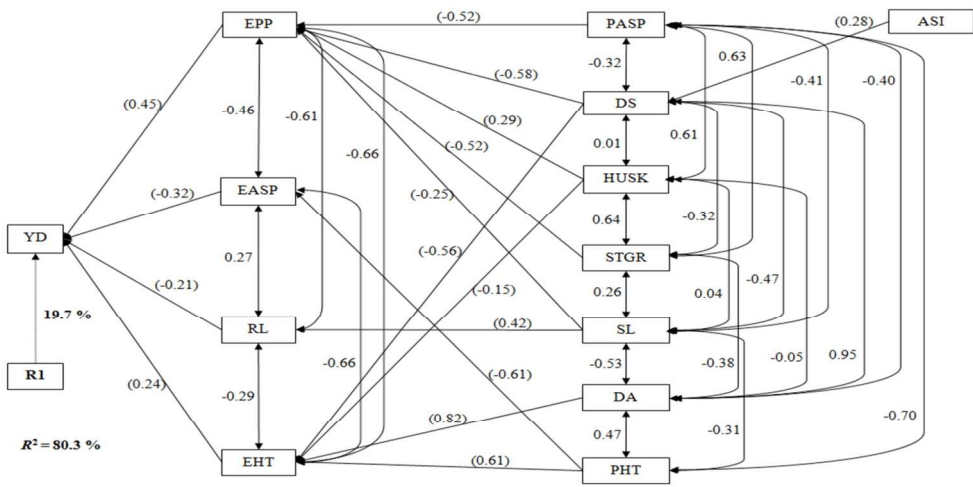 EPP
(-0.52)
PASP
(0.28)
ASI
-0.32
0.63
-0.41
-0.40
(0.45)
-0.46
-0.61
(-0.58)
DS
(0.29)
0.01
0.61
(-0.52)
-0.66
(-0.32)
EASP
(-0.25)
HUSK
0.64
-0.32
YD
(-0.56)
STGR
0.27
-0.47
(-0.21)
(-0.15)
0.26
0.04
19.7 %
RL
(0.42)
SL
-0.66
-0.53
-0.38
-0.05
0.95
R1
(0.24)
-0.29
(-0.61)
DA
(0.82)
0.47
-0.31
-0.70
R² = 80.3 %
EHT
(0.61)
PHT